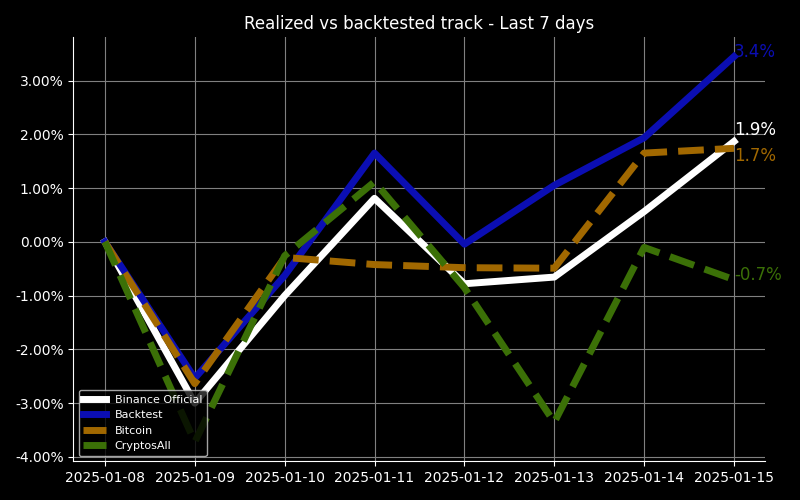 Realized vs backtested track - Last 7 days
3.4%
3.00%
2.00%
1.9%
1.7%
1.00%
0.00%
-0.7%
-1.00%
-2.00%
-3.00%
-4.00%
Binance Official
Backtest
Bitcoin
CryptosAll
2025-01-08 2025-01-09 2025-01-10 2025-01-11 2025-01-12 2025-01-13 2025-01-14 2025-01-15